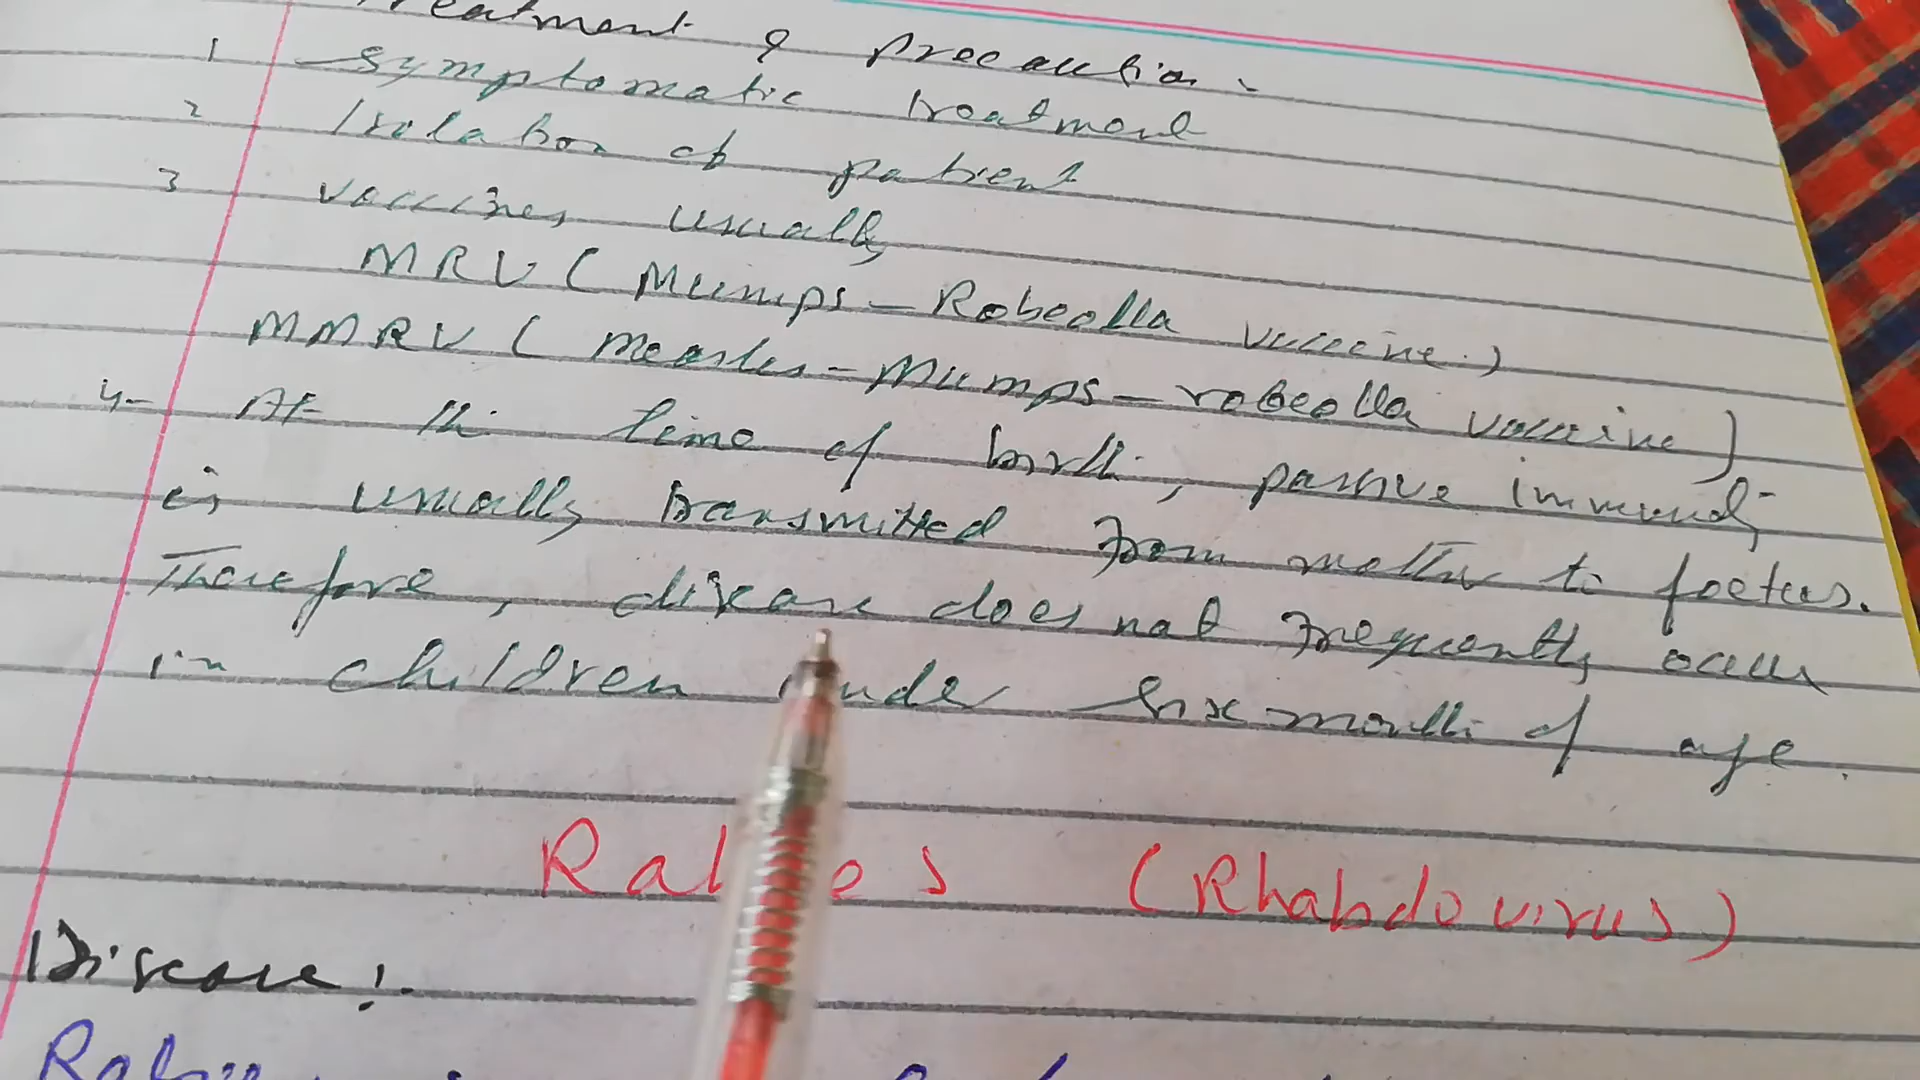 Treatment & precaution
1 Symptomatic treatment
2 Isolation of patient
3 vaccines usually
MRV ( Mumps - Robeolla vaccine.)
MMRV ( measles - Mumps - robeolla vaccine)
4- At the time of birth, passive immunity
is usually transmitted from mother to foetus.
Therefore, disease does not frequently occur
in children under six month of age.
Rabies (Rhabdovirus)
Disease:-